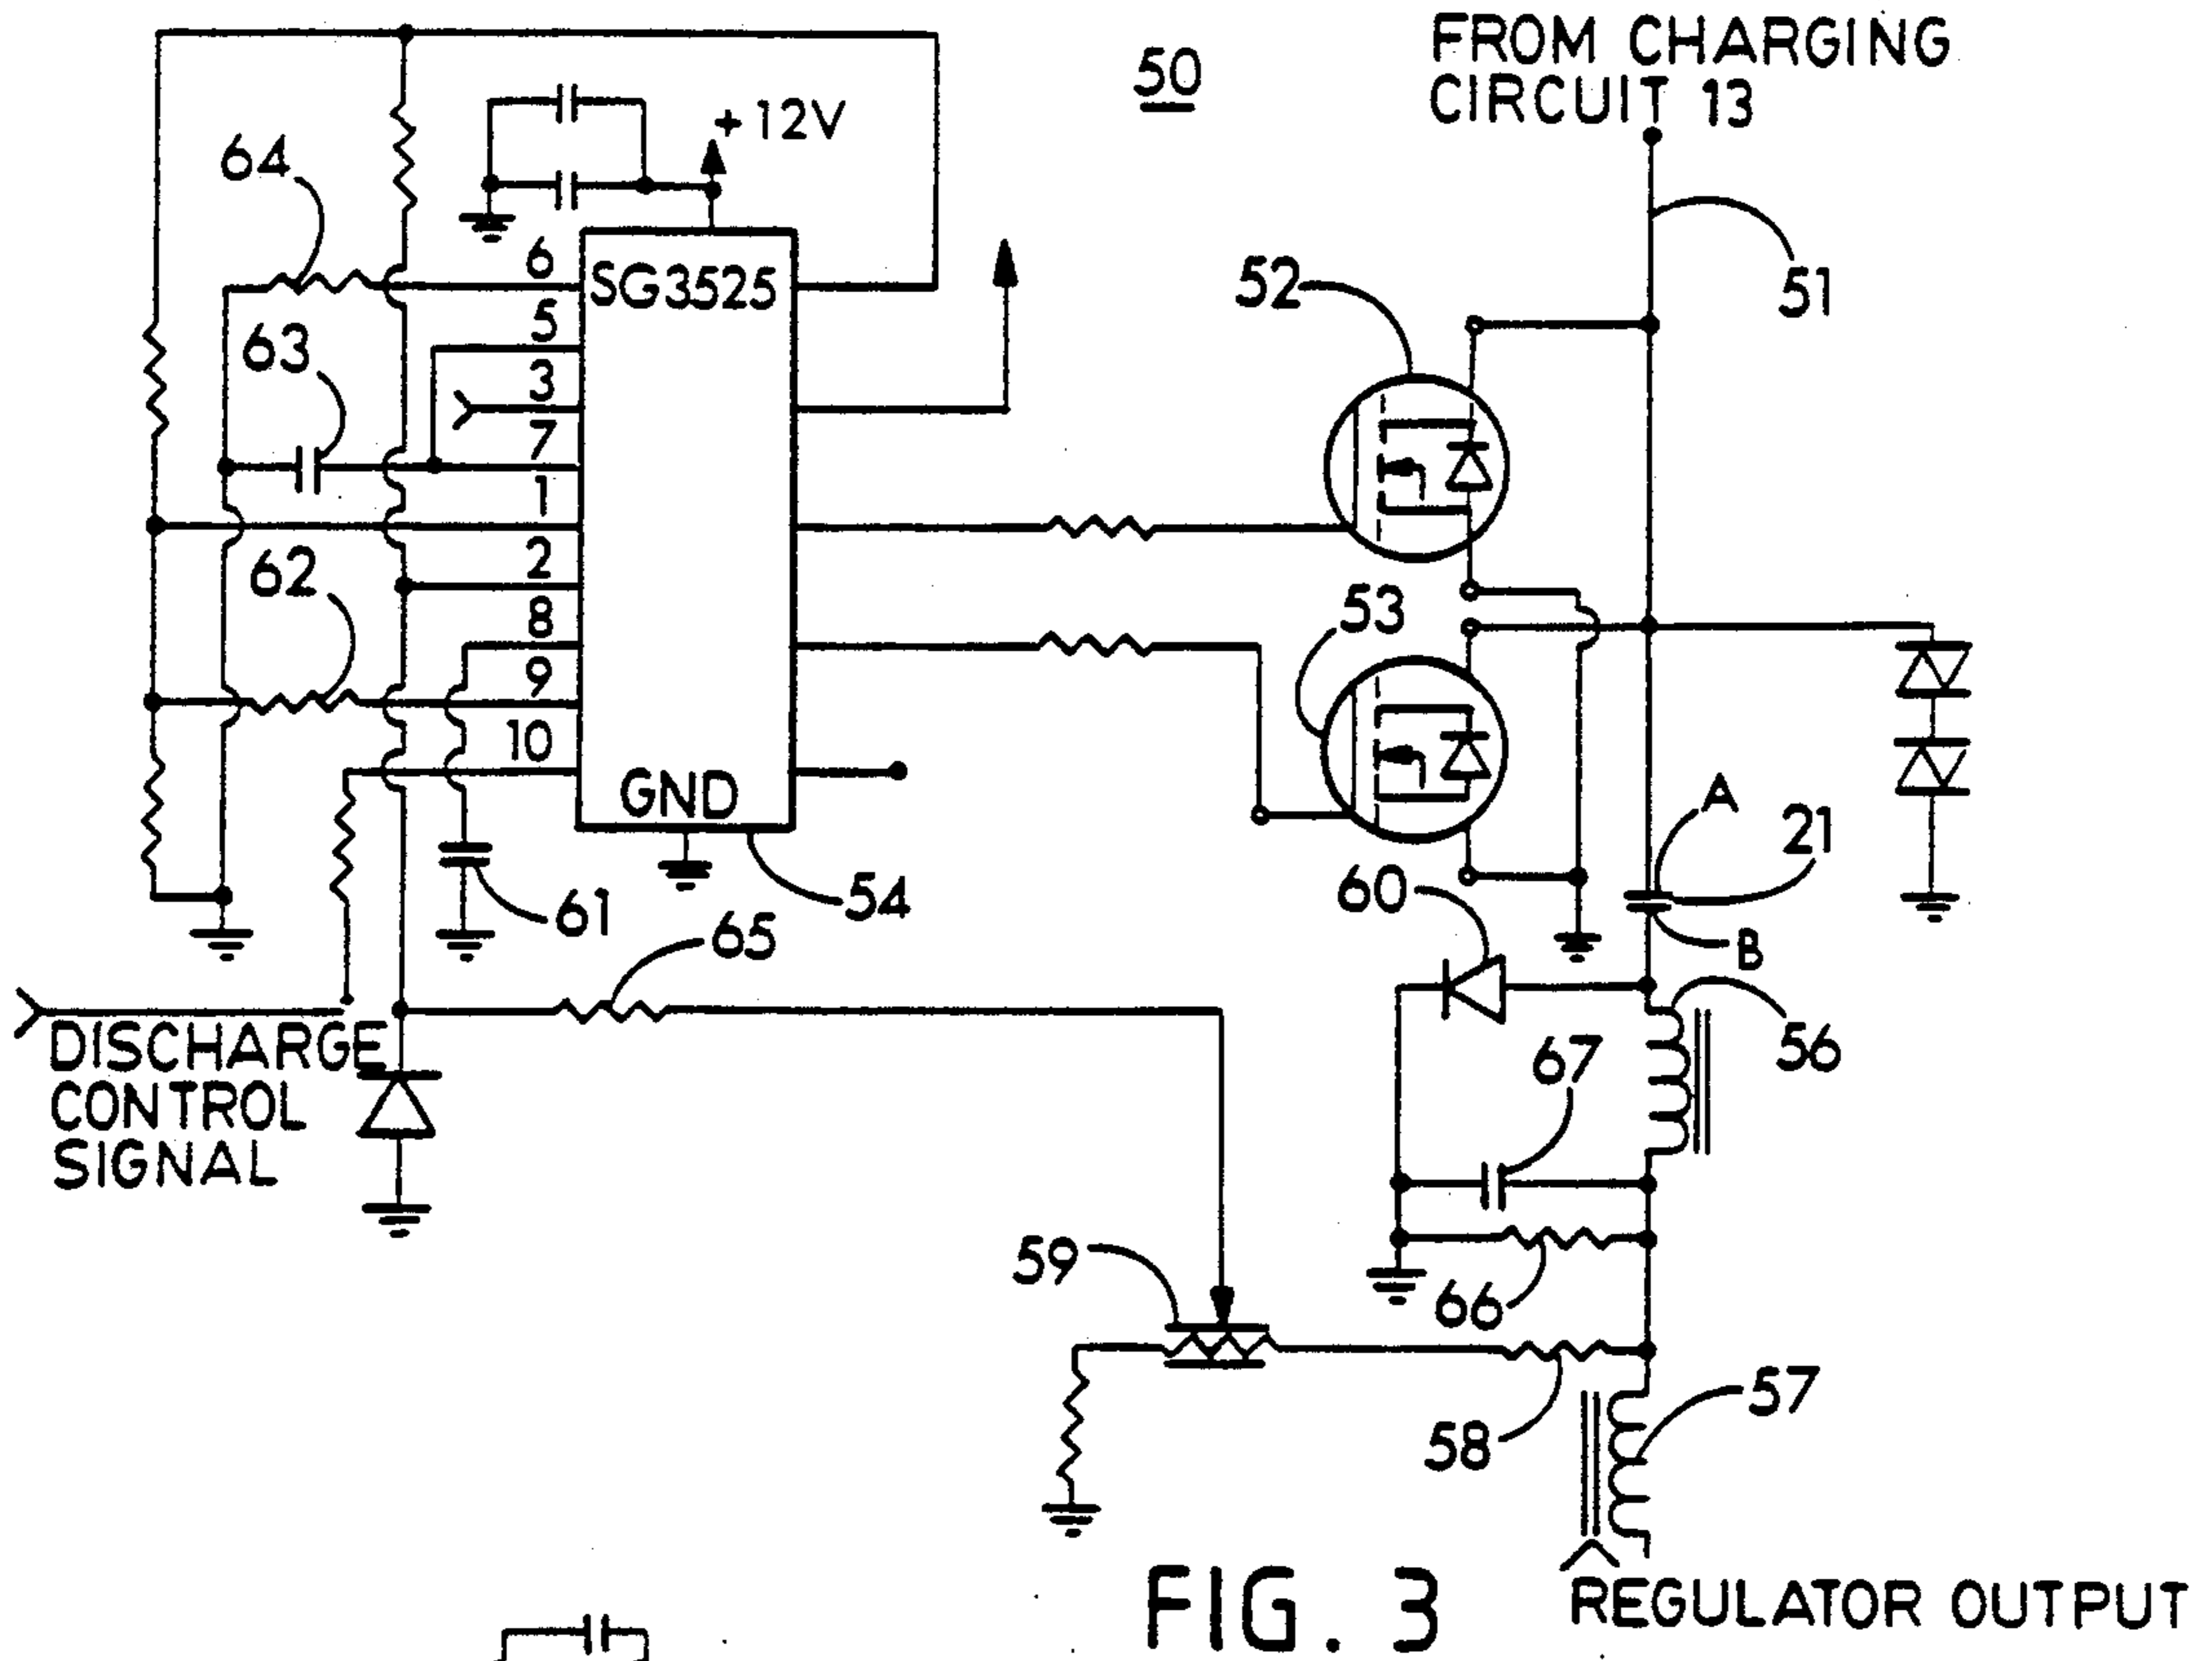 50
FROM CHARGING
CIRCUIT 13
+12V
64
6
SG3525
52
51
5
63
3
7
1
62
2
8
53
9
10
GND
A
21
54
60
61
65
B
56
DISCHARGE
CONTROL
SIGNAL
67
59
66
58
57
FIG. 3
REGULATOR OUTPUT